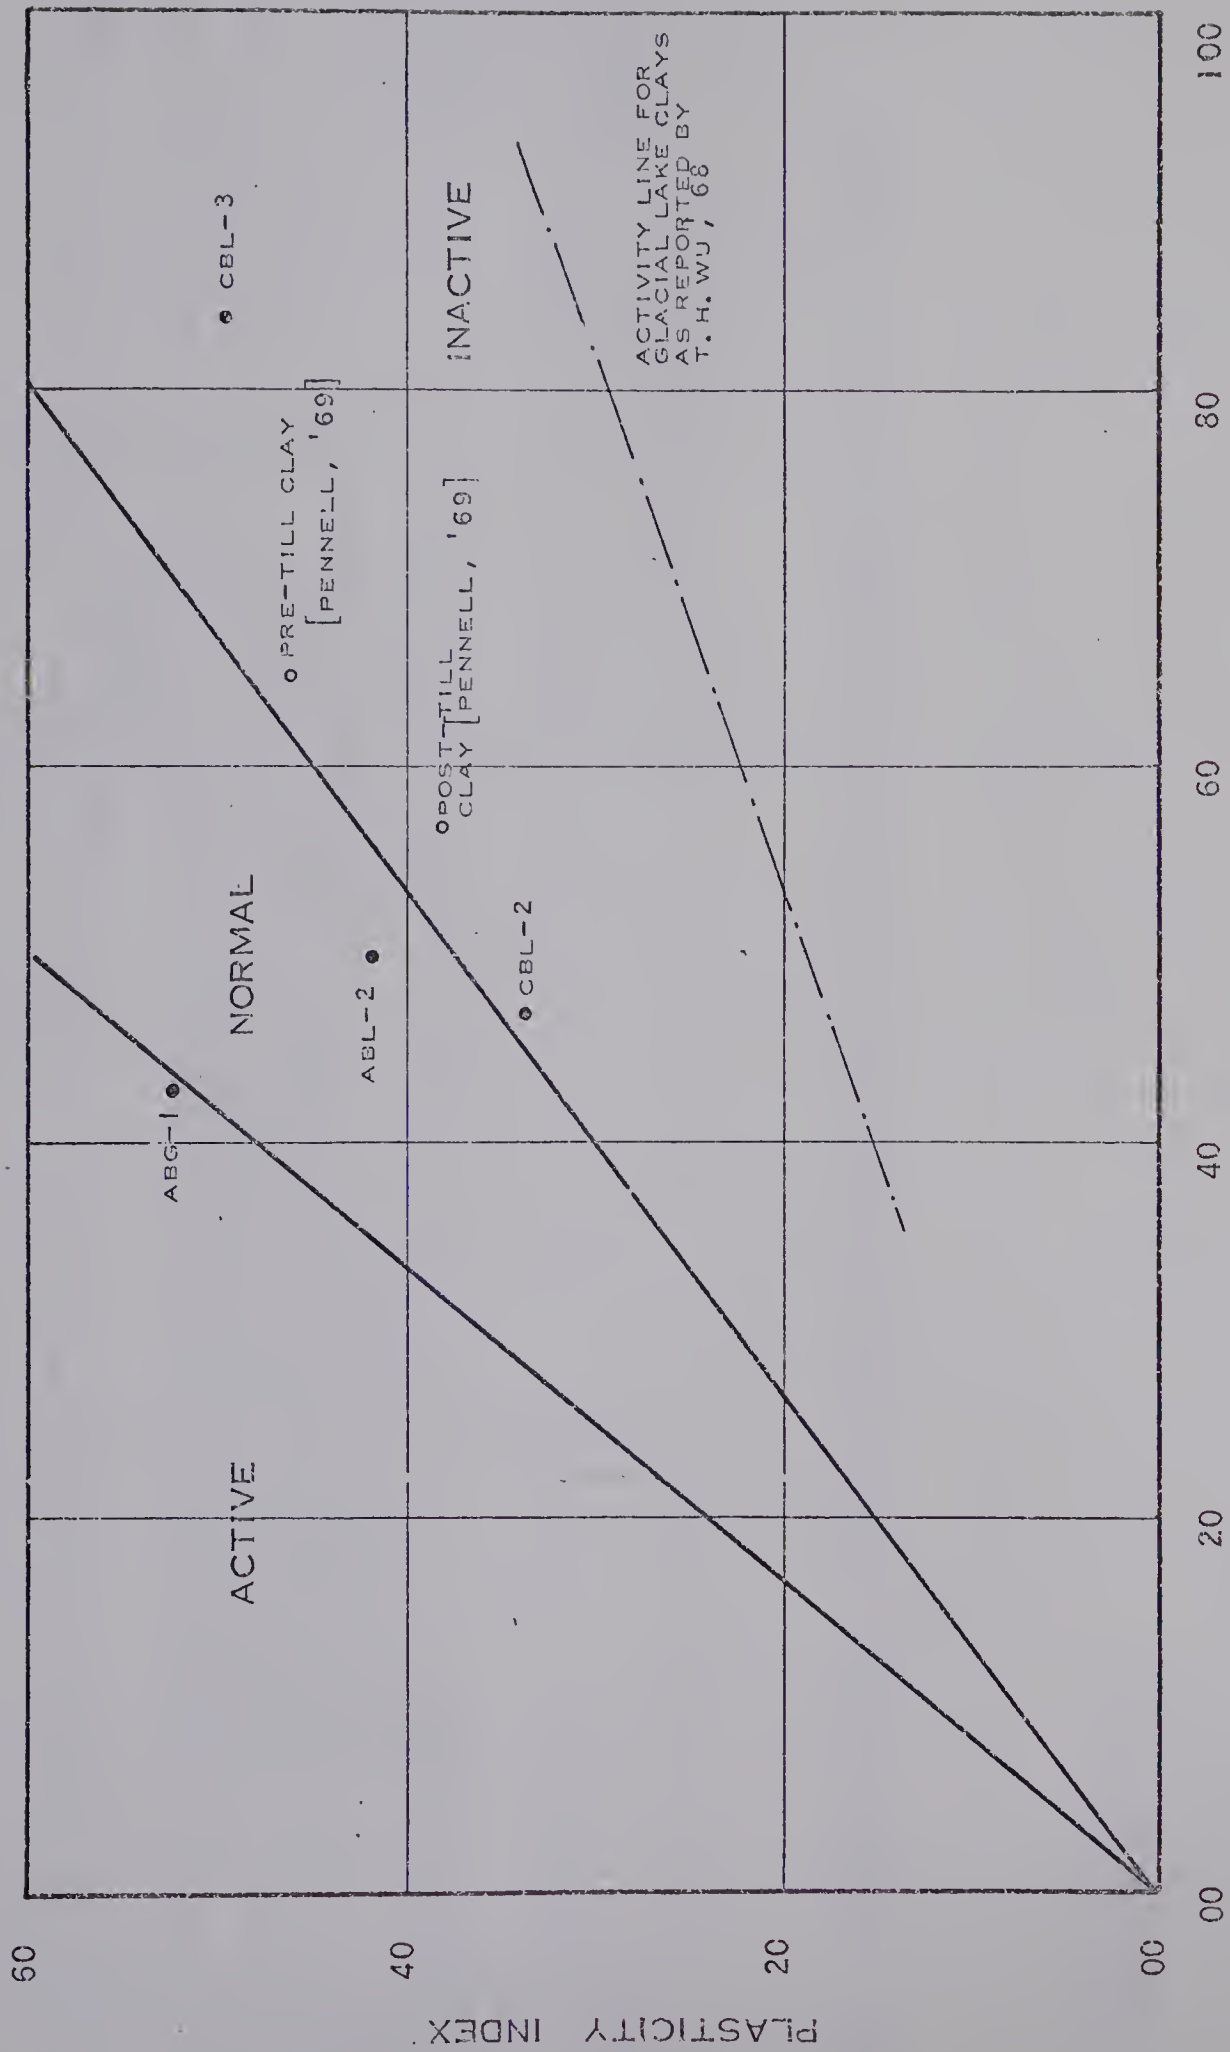 60
40
20
00
PLASTICITY INDEX
00
20
40
60
80
100
ACTIVE
NORMAL
INACTIVE
ABG-1
ABL-2
CBL-2
CBL-3
PRE-TILL CLAY
[PENNELL, '69]
POST-TILL
CLAY [PENNELL, '69]
ACTIVITY LINE FOR
GLACIAL LAKE CLAYS
AS REPORTED BY
T. H. WU, '68